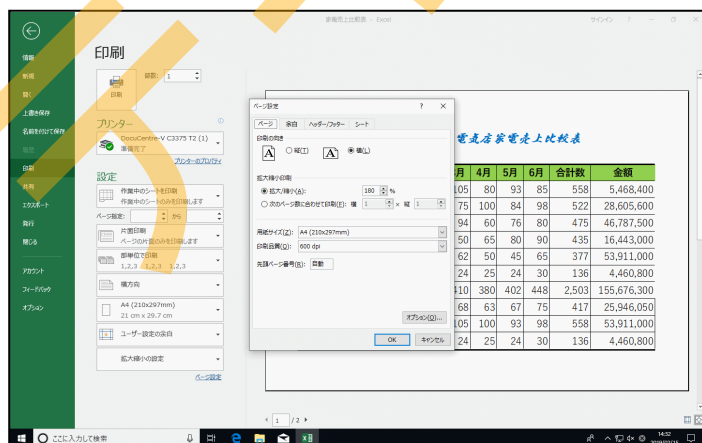 家電売上比較表 - Excel
サインイン ? — □ ×
情報
新規
開く
上書き保存
名前を付けて保存
履歴
印刷
共有
エクスポート
発行
閉じる
アカウント
フィードバック
オプション
印刷
部数: 1
印刷
プリンター
DocuCentre-V C3375 T2 (1)
準備完了
プリンターのプロパティ
設定
作業中のシートを印刷
作業中のシートのみを印刷します
ページ指定: から
片面印刷
ページの片面のみを印刷します
部単位で印刷
1,2,3 1,2,3 1,2,3
横方向
A4 (210x297mm)
21 cm x 29.7 cm
ユーザー設定の余白
拡大縮小の設定
ページ設定
ページ設定 ? ×
ページ 余白 ヘッダー/フッター シート
印刷の向き
A 縦(T) A 横(L)
拡大縮小印刷
拡大/縮小(A): 180 %
次のページ数に合わせて印刷(F): 横 1 × 縦 1
用紙サイズ(Z): A4 (210x297mm)
印刷品質(Q): 600 dpi
先頭ページ番号(R): 自動
オプション(O)...
OK キャンセル
電気店家電売上比較表
月 4月 5月 6月 合計数 金額
105 80 93 85 558 5,468,400
75 100 84 98 522 28,605,600
94 60 76 80 475 46,787,500
50 65 80 90 435 16,443,000
62 50 45 65 377 53,911,000
24 25 24 30 136 4,460,800
410 380 402 448 2,503 155,676,300
68 63 67 75 417 25,946,050
105 100 93 98 558 53,911,000
24 25 24 30 136 4,460,800
1 / 2
ここに入力して検索
14:32